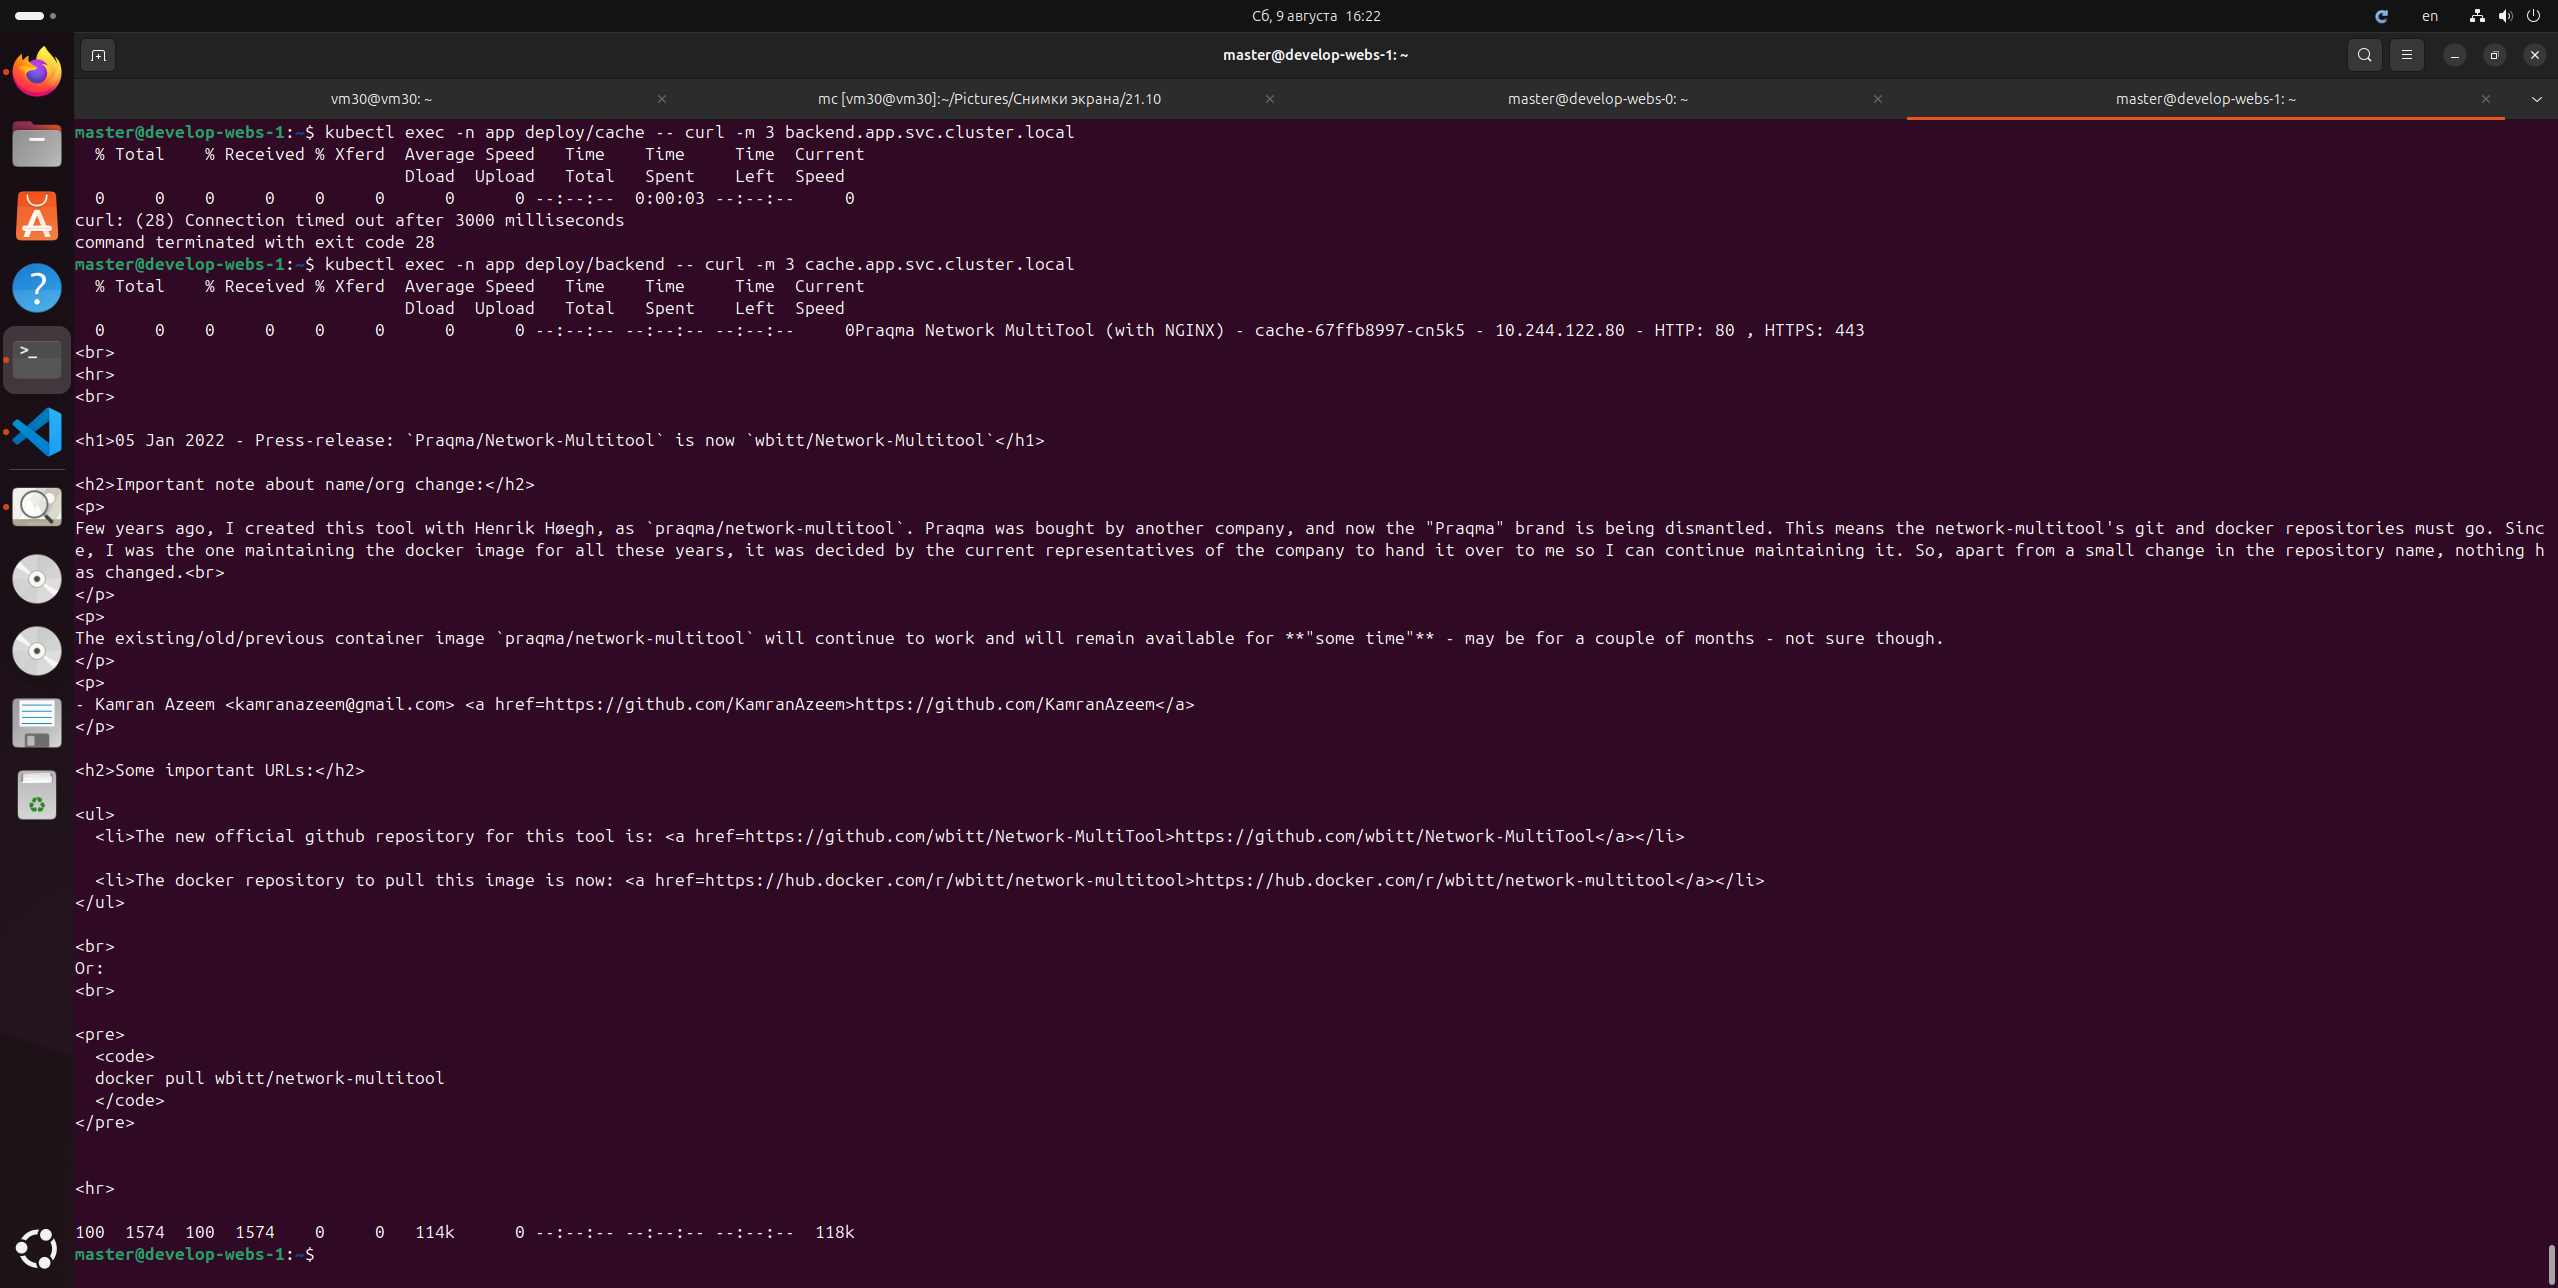 Сб, 9 августа 16:22
en
master@develop-webs-1: ~
vm30@vm30: ~
mc [vm30@vm30]:~/Pictures/Снимки экрана/21.10
master@develop-webs-0: ~
master@develop-webs-1: ~
master@develop-webs-1:~$ kubectl exec -n app deploy/cache -- curl -m 3 backend.app.svc.cluster.local
  % Total    % Received % Xferd  Average Speed   Time    Time     Time  Current
                                 Dload  Upload   Total   Spent    Left  Speed
  0     0    0     0    0     0      0      0 --:--:--  0:00:03 --:--:--     0
curl: (28) Connection timed out after 3000 milliseconds
command terminated with exit code 28
master@develop-webs-1:~$ kubectl exec -n app deploy/backend -- curl -m 3 cache.app.svc.cluster.local
  % Total    % Received % Xferd  Average Speed   Time    Time     Time  Current
                                 Dload  Upload   Total   Spent    Left  Speed
  0     0    0     0    0     0      0      0 --:--:-- --:--:-- --:--:--     0Praqma Network MultiTool (with NGINX) - cache-67ffb8997-cn5k5 - 10.244.122.80 - HTTP: 80 , HTTPS: 443
<br>
<hr>
<br>
<h1>05 Jan 2022 - Press-release: `Praqma/Network-Multitool` is now `wbitt/Network-Multitool`</h1>
<h2>Important note about name/org change:</h2>
<p>
Few years ago, I created this tool with Henrik Høegh, as `praqma/network-multitool`. Praqma was bought by another company, and now the "Praqma" brand is being dismantled. This means the network-multitool's git and docker repositories must go. Sinc
e, I was the one maintaining the docker image for all these years, it was decided by the current representatives of the company to hand it over to me so I can continue maintaining it. So, apart from a small change in the repository name, nothing h
as changed.<br>
</p>
<p>
The existing/old/previous container image `praqma/network-multitool` will continue to work and will remain available for **"some time"** - may be for a couple of months - not sure though.
</p>
<p>
- Kamran Azeem <kamranazeem@gmail.com> <a href=https://github.com/KamranAzeem>https://github.com/KamranAzeem</a>
</p>
<h2>Some important URLs:</h2>
<ul>
  <li>The new official github repository for this tool is: <a href=https://github.com/wbitt/Network-MultiTool>https://github.com/wbitt/Network-MultiTool</a></li>
  <li>The docker repository to pull this image is now: <a href=https://hub.docker.com/r/wbitt/network-multitool>https://hub.docker.com/r/wbitt/network-multitool</a></li>
</ul>
<br>
Or:
<br>
<pre>
  <code>
  docker pull wbitt/network-multitool
  </code>
</pre>
<hr>
100  1574  100  1574    0     0   114k      0 --:--:-- --:--:-- --:--:--  118k
master@develop-webs-1:~$